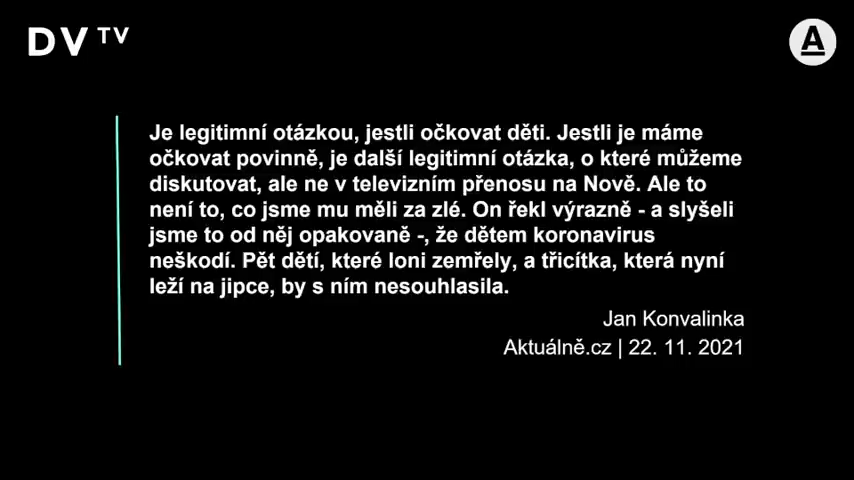 DVTV
A
Je legitimní otázkou, jestli očkovat děti. Jestli je máme
očkovat povinně, je další legitimní otázka, o které můžeme
diskutovat, ale ne v televizním přenosu na Nově. Ale to
není to, co jsme mu měli za zlé. On řekl výrazně - a slyšeli
jsme to od něj opakovaně -, že dětem koronavirus
neškodí. Pět dětí, které loni zemřely, a třicítka, která nyní
leží na jipce, by s ním nesouhlasila.
Jan Konvalinka
Aktuálně.cz | 22. 11. 2021